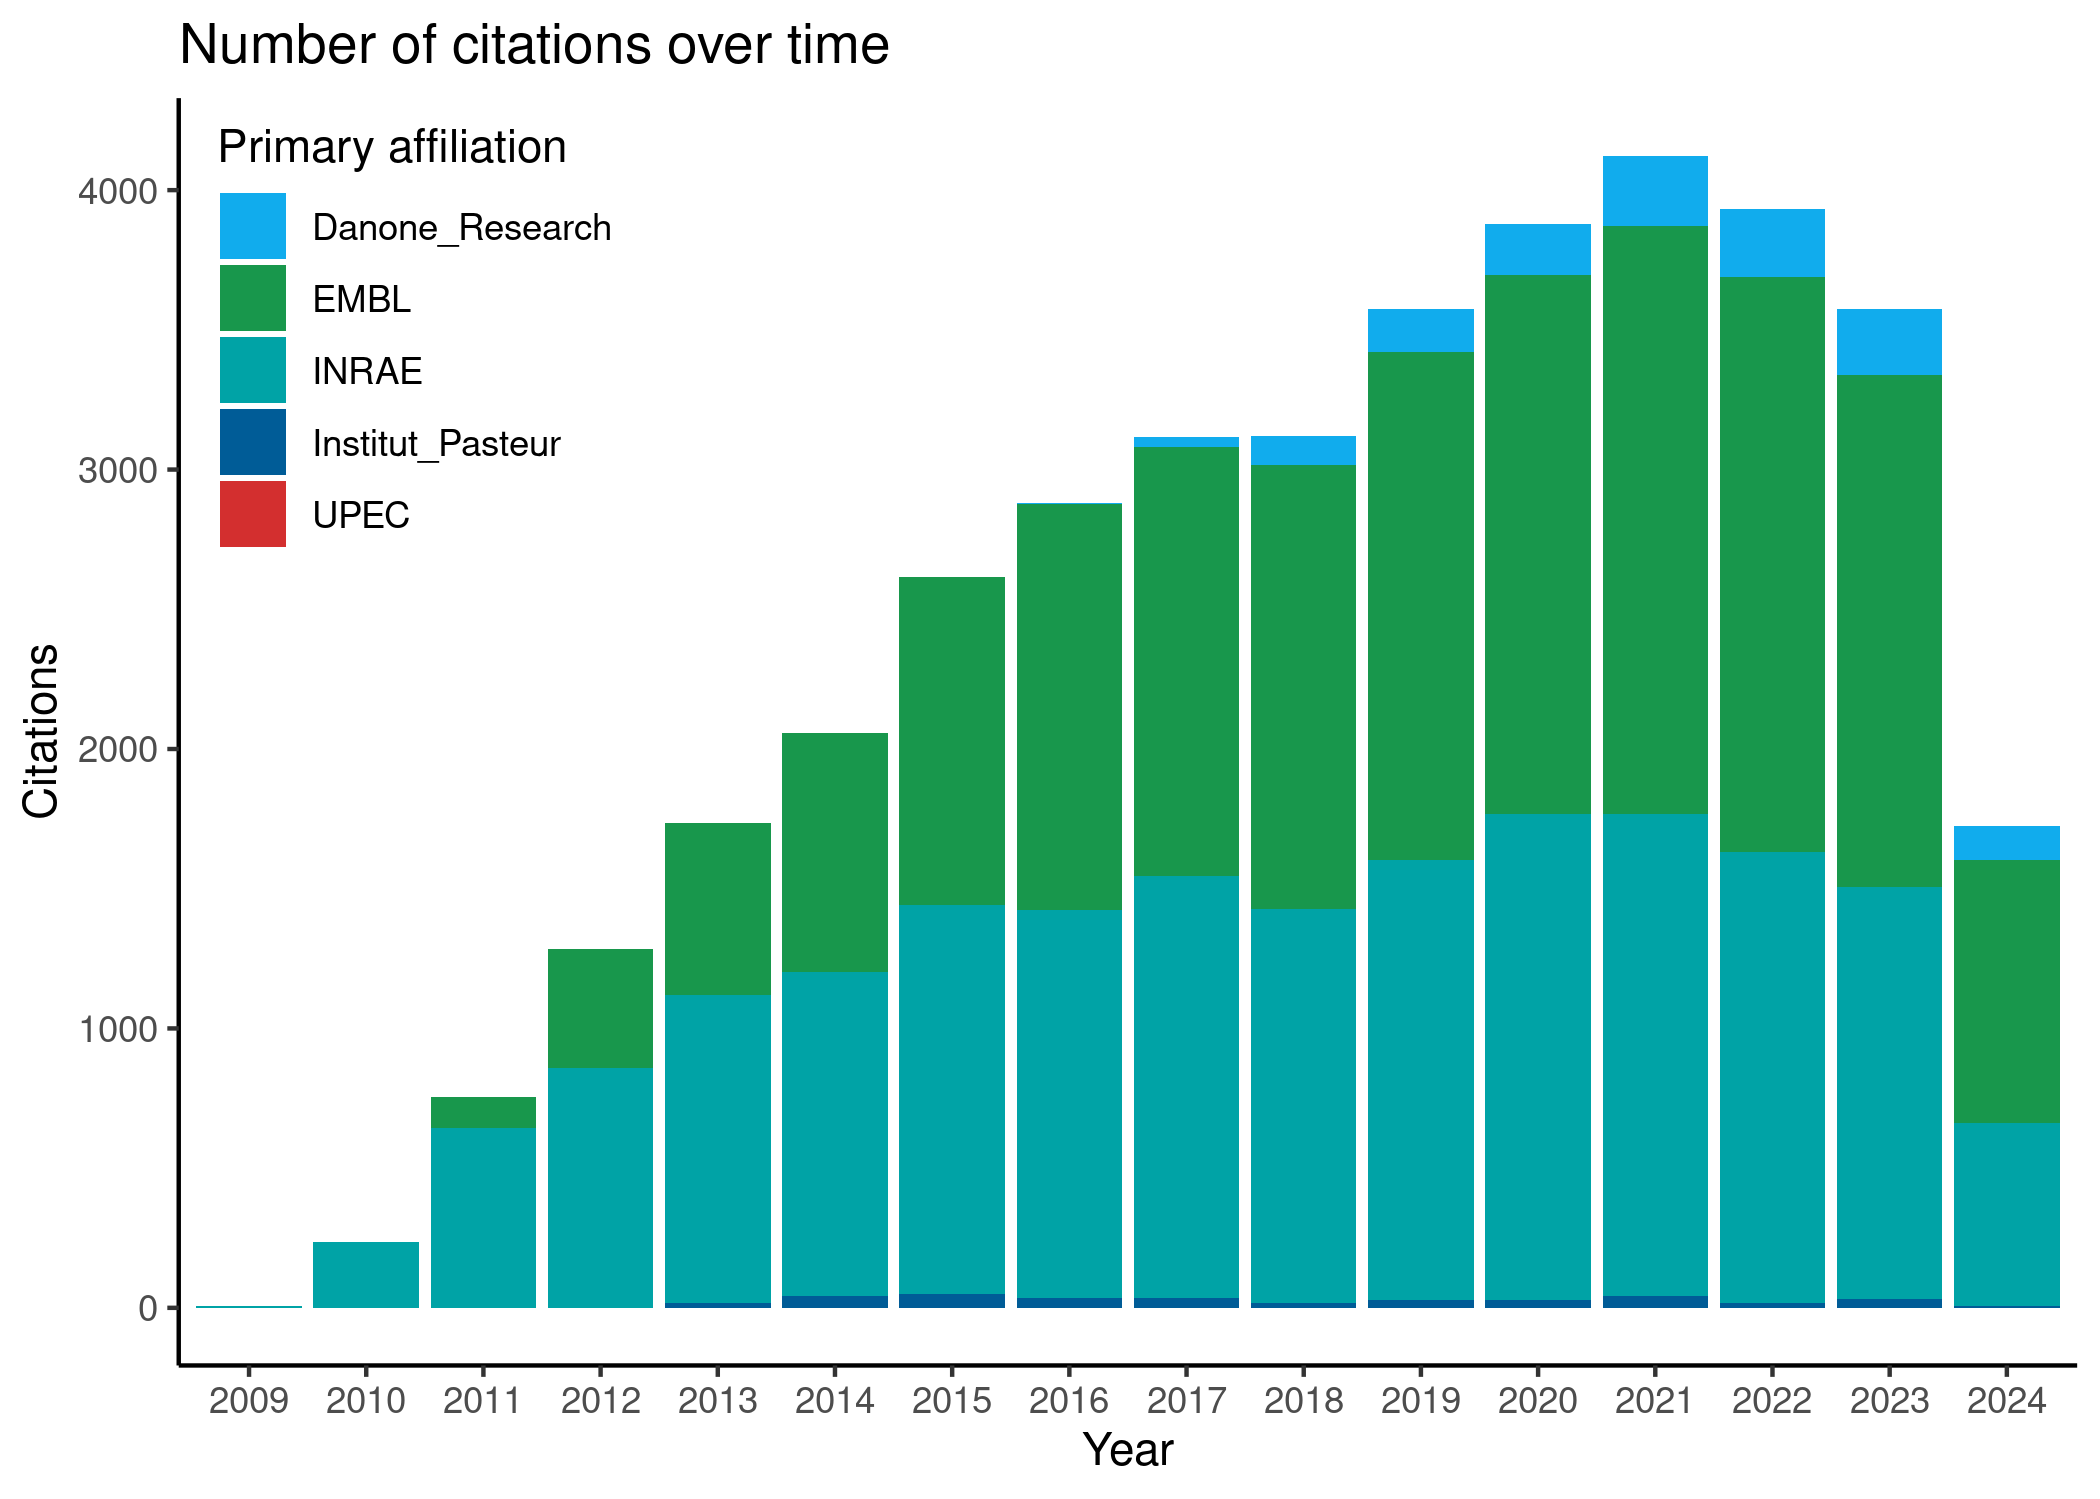 Number of citations over time
Primary affiliation
Danone_Research
EMBL
INRAE
Institut_Pasteur
UPEC
Citations
4000
3000
2000
1000
0
2009 2010 2011 2012 2013 2014 2015 2016 2017 2018 2019 2020 2021 2022 2023 2024
Year